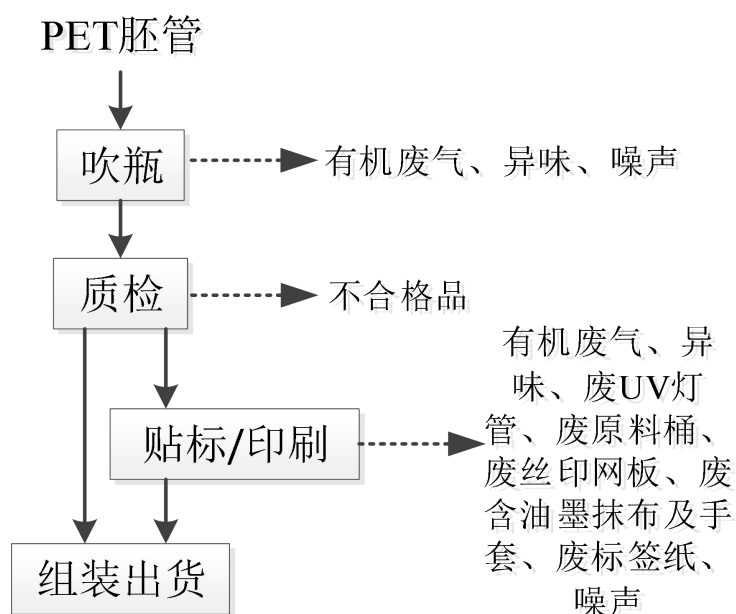 PET胚管
吹瓶
有机废气、异味、噪声
质检
不合格品
贴标/印刷
有机废气、异
味、废UV灯
管、废原料桶、
废丝印网板、废
含油墨抹布及手
套、废标签纸、
噪声
组装出货